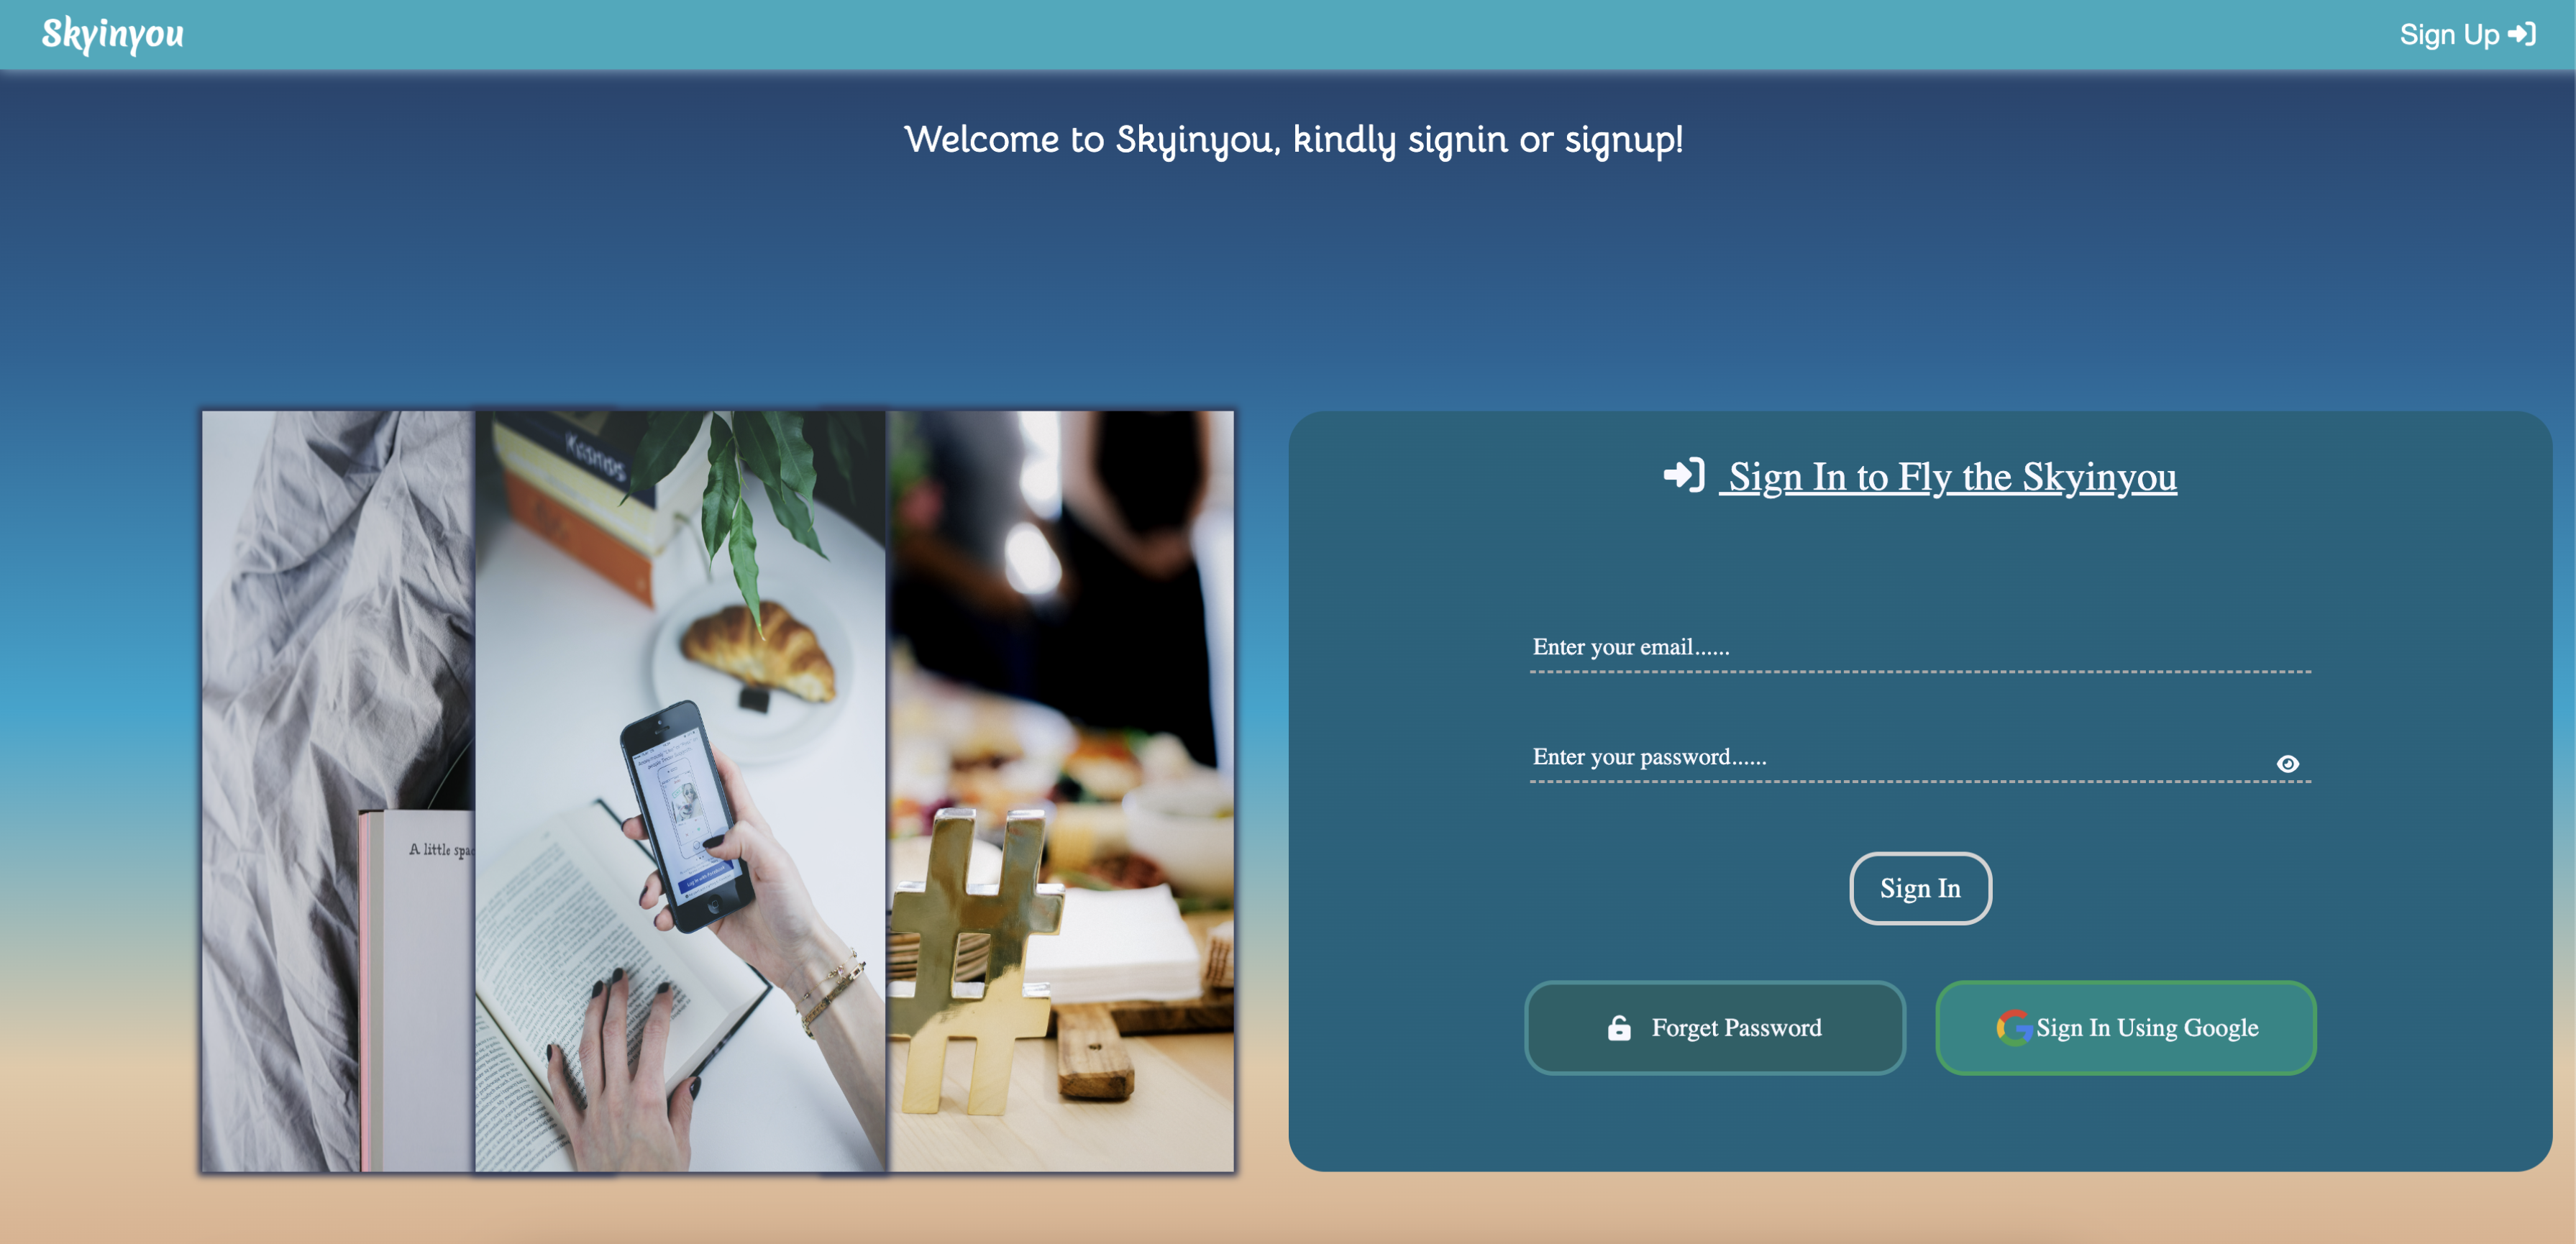 Skyinyou
Sign Up
Welcome to Skyinyou, kindly signin or signup!
Kosmos
A little spac
#
Sign In to Fly the Skyinyou
Enter your email......
Enter your password......
Sign In
Forget Password
Sign In Using Google